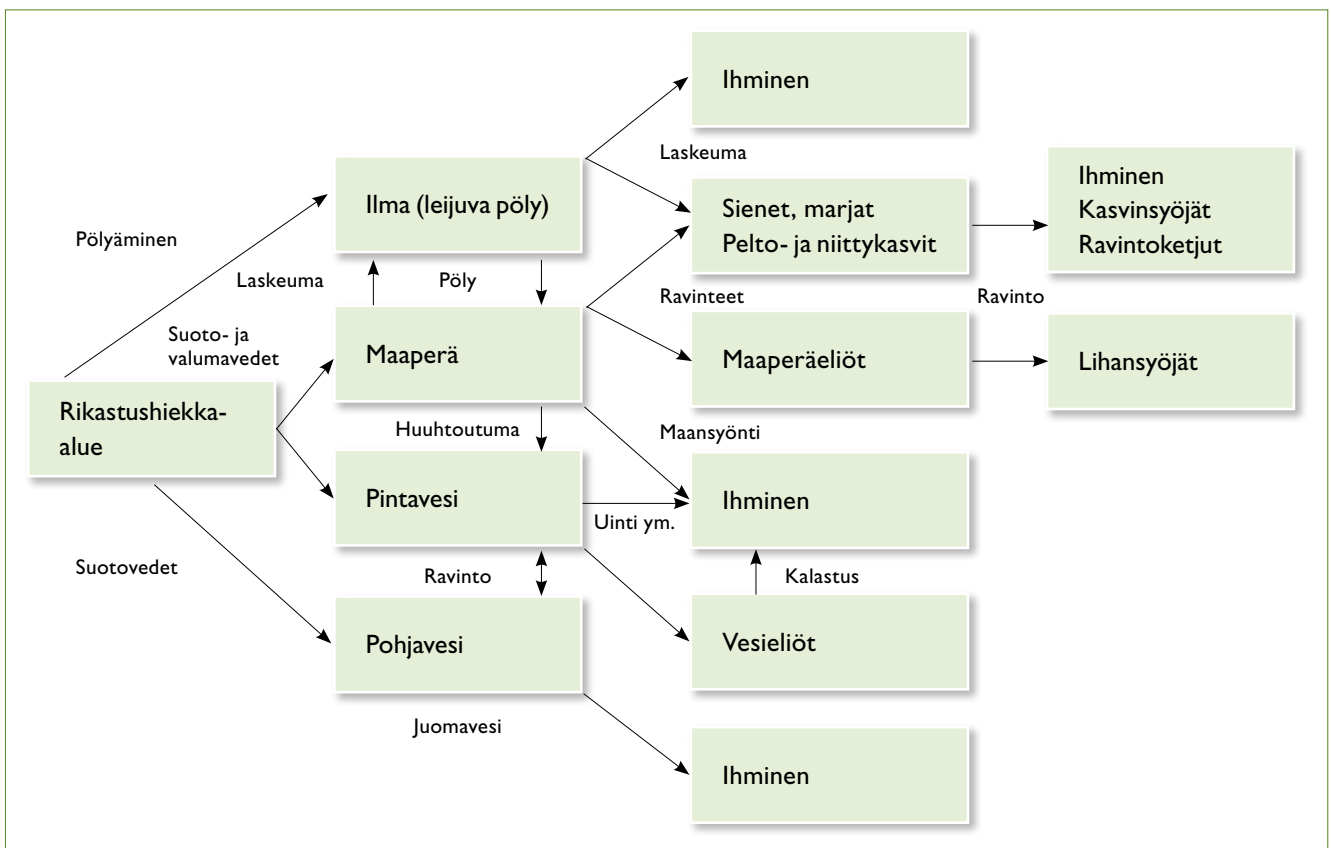 Ihminen
Laskeuma
Ilma (leijuva pöly)
Sienet, marjat
Pelto- ja niittykasvit
Ihminen
Kasvinsyöjät
Ravintoketjut
Pölyäminen
Laskeuma
Pöly
Ravinteet
Ravinto
Suoto- ja
valumavedet
Maaperä
Maaperäeliöt
Lihansyöjät
Rikastushiekka-
alue
Huuhtoutuma
Maansyönti
Pintavesi
Uinti ym.
Ihminen
Suotovedet
Ravinto
Kalastus
Pohjavesi
Vesieliöt
Juomavesi
Ihminen